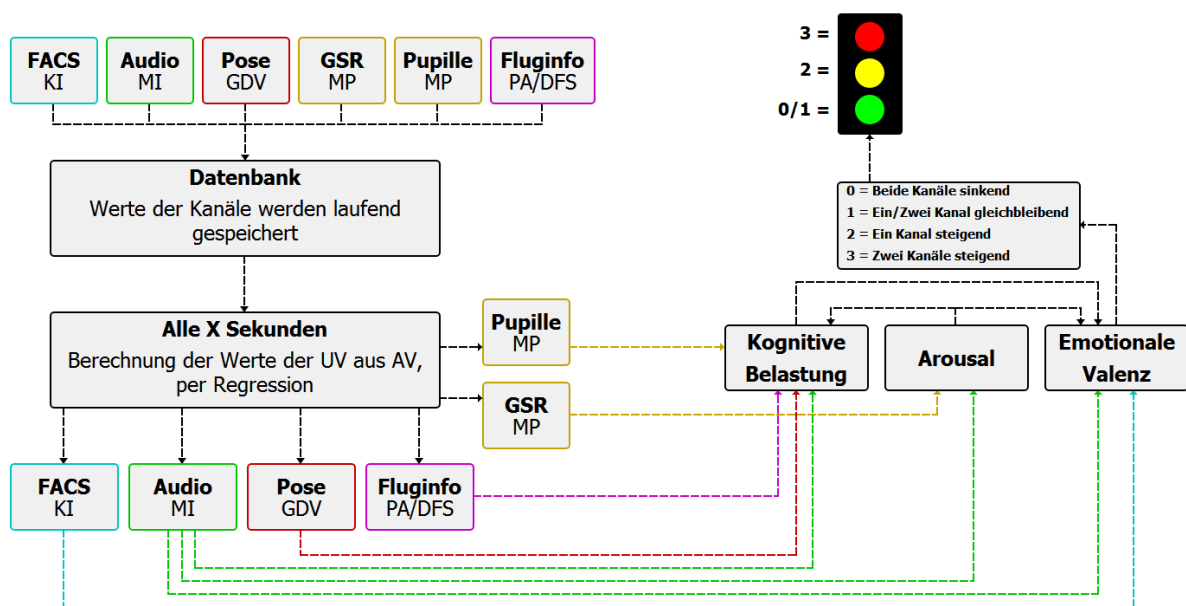 FACS
KI
Audio
MI
Pose
GDV
GSR
MP
Pupille
MP
Fluginfo
PA/DFS
3 =
2 =
0/1 =
Datenbank
Werte der Kanäle werden laufend
gespeichert
0 = Beide Kanäle sinkend
1 = Ein/Zwei Kanal gleichbleibend
2 = Ein Kanal steigend
3 = Zwei Kanäle steigend
Alle X Sekunden
Berechnung der Werte der UV aus AV,
per Regression
Pupille
MP
GSR
MP
Kognitive
Belastung
Arousal
Emotionale
Valenz
FACS
KI
Audio
MI
Pose
GDV
Fluginfo
PA/DFS